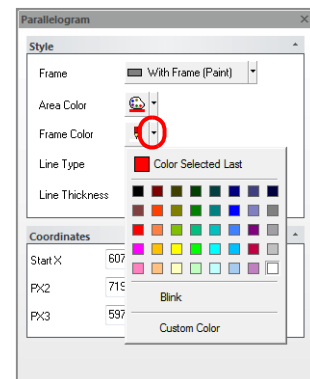 Parallelogram
Style
Frame With Frame (Paint)
Area Color
Frame Color
Line Type
Color Selected Last
Line Thickness
Coordinates
Start X 607
PX2 719
Blink
PX3 597
Custom Color